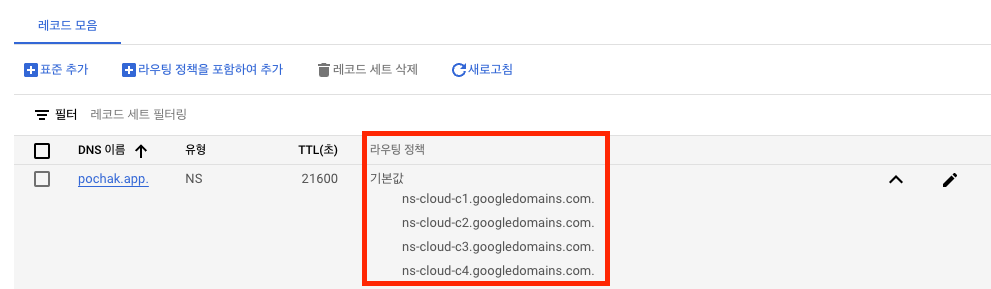 레코드 모음
표준 추가 라우팅 정책을 포함하여 추가 레코드 세트 삭제 새로고침
필터 레코드 세트 필터링
DNS 이름 유형 TTL(초) 라우팅 정책
pochak.app. NS 21600 기본값
ns-cloud-c1.googledomains.com.
ns-cloud-c2.googledomains.com.
ns-cloud-c3.googledomains.com.
ns-cloud-c4.googledomains.com.